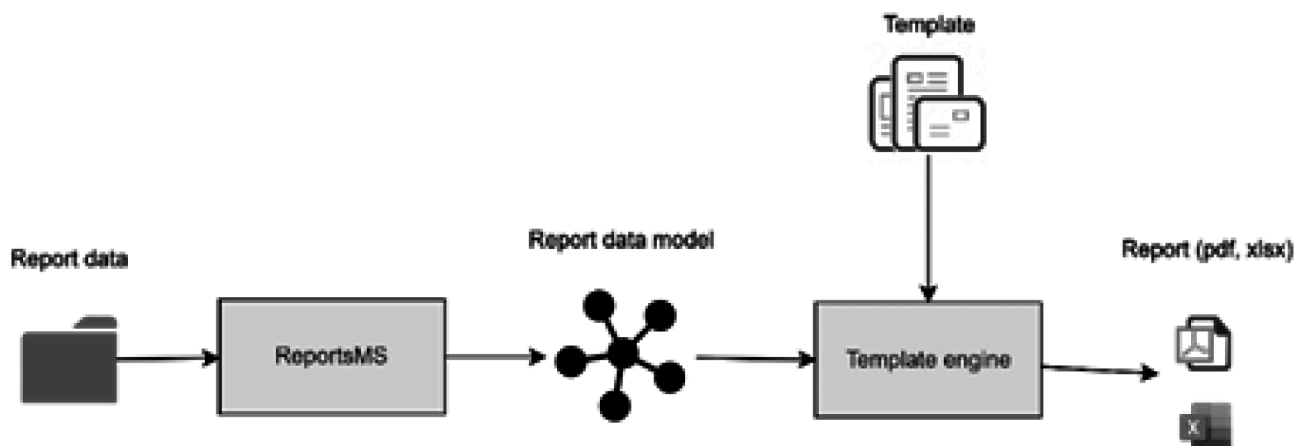 Template
Report data model
Report (pdf, xlsx)
Report data
ReportsMS
Template engine
X